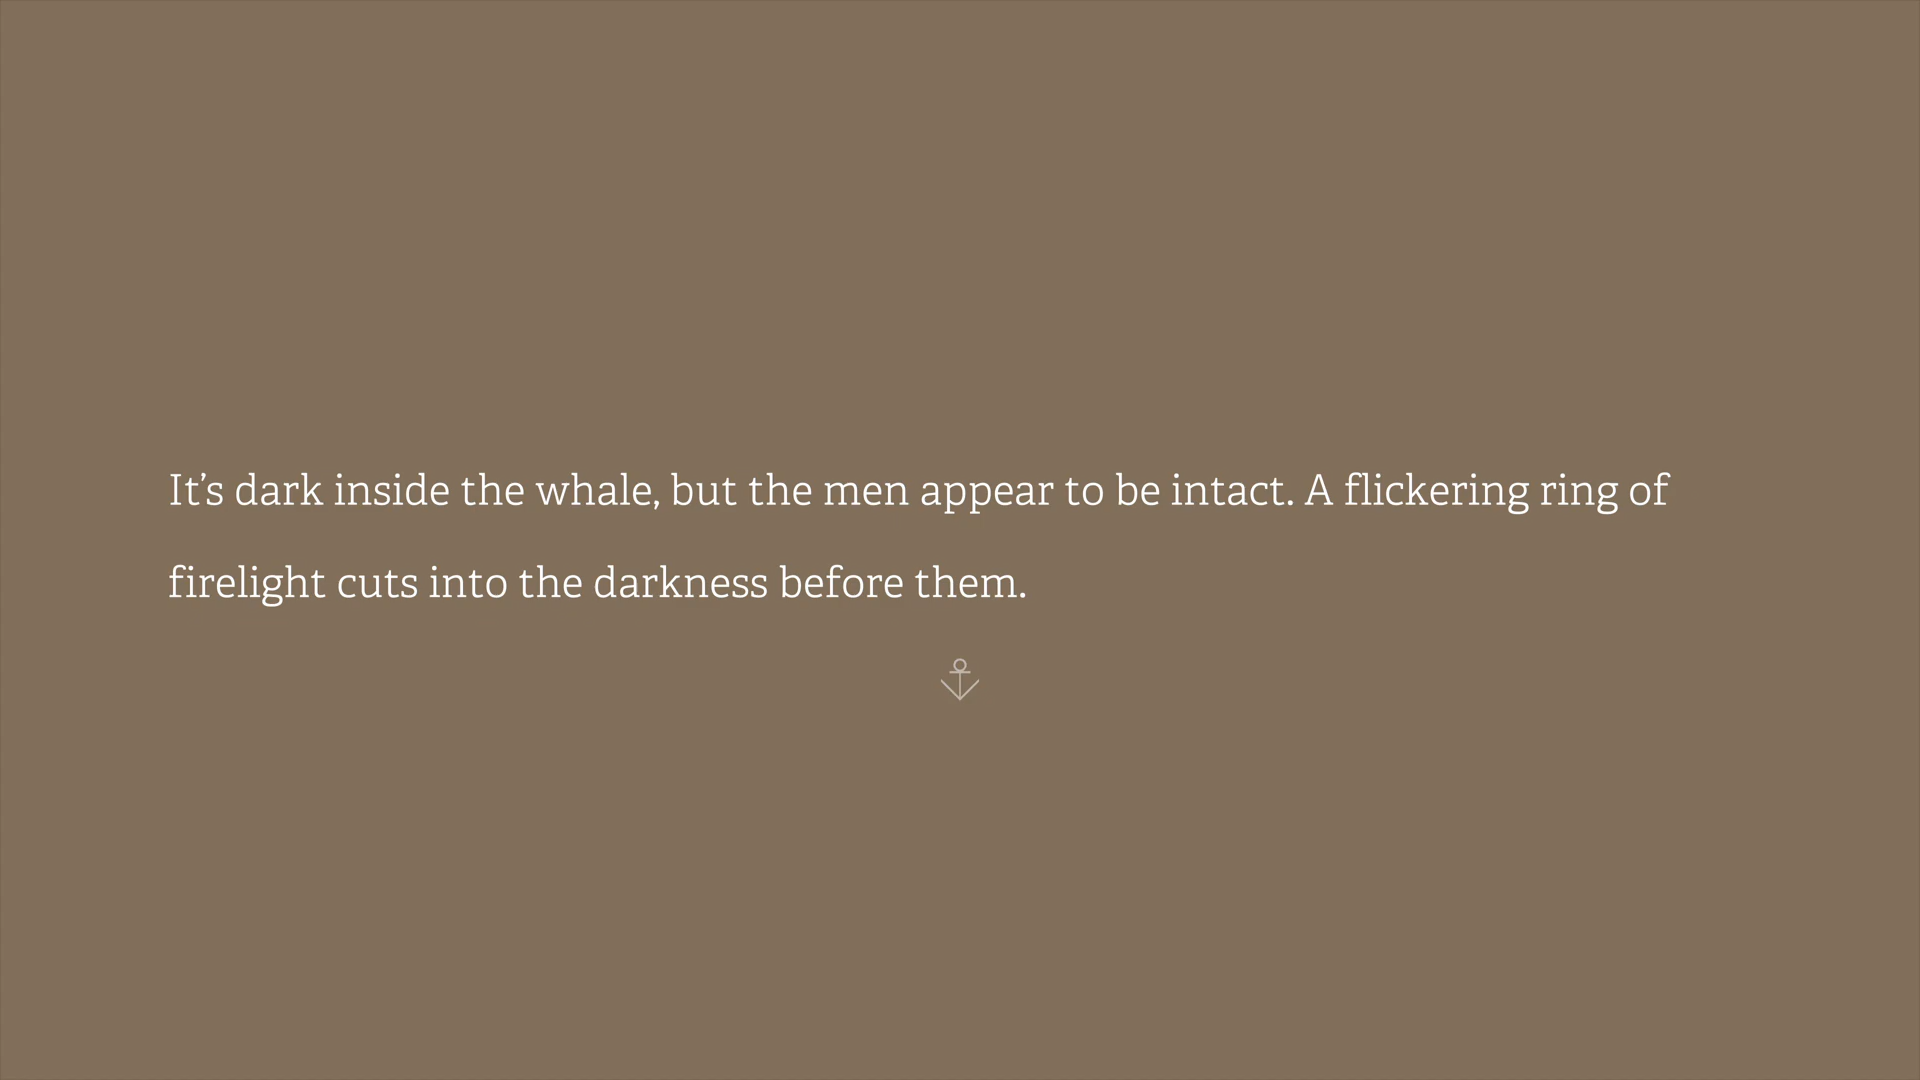 It’s dark inside the whale, but the men appear to be intact. A flickering ring of
firelight cuts into the darkness before them.